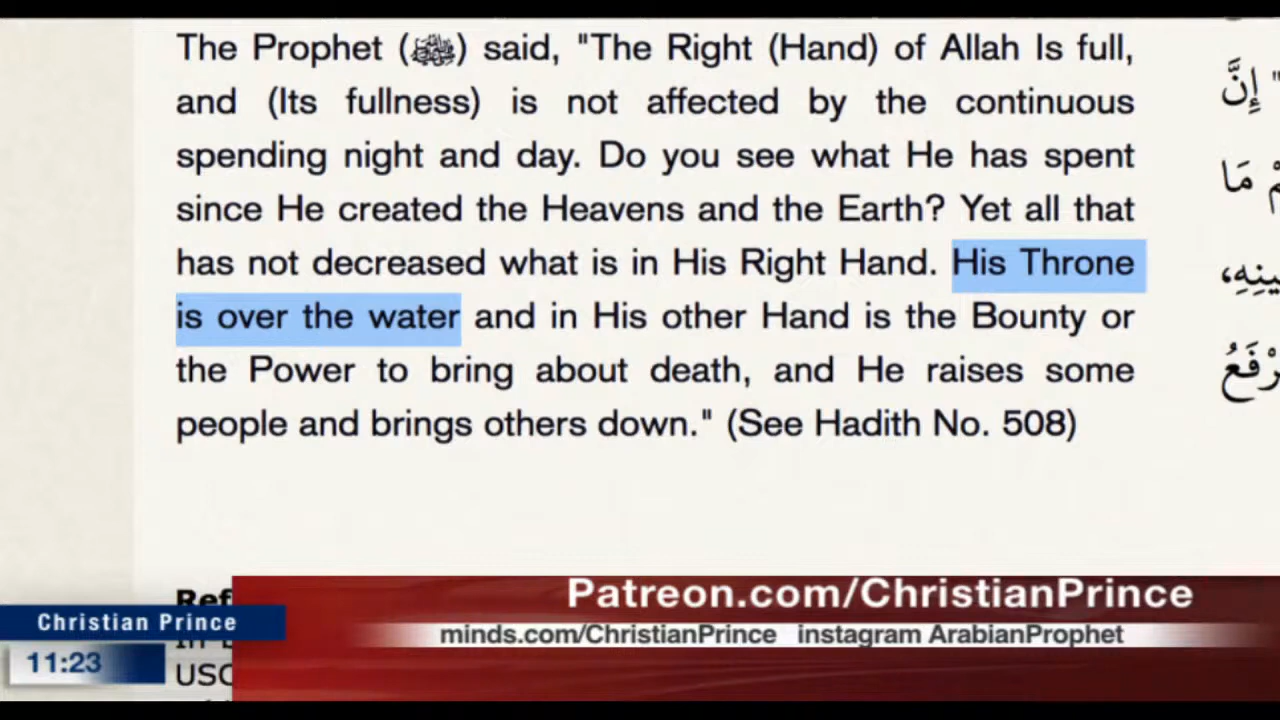 The Prophet (ﷺ) said, "The Right (Hand) of Allah Is full,
and (Its fullness) is not affected by the continuous
spending night and day. Do you see what He has spent
since He created the Heavens and the Earth? Yet all that
has not decreased what is in His Right Hand. His Throne
is over the water and in His other Hand is the Bounty or
the Power to bring about death, and He raises some
people and brings others down." (See Hadith No. 508)
" إِنَّ
مَا
Patreon.com/ChristianPrince
Christian Prince
minds.com/ChristianPrince instagram ArabianProphet
11:23